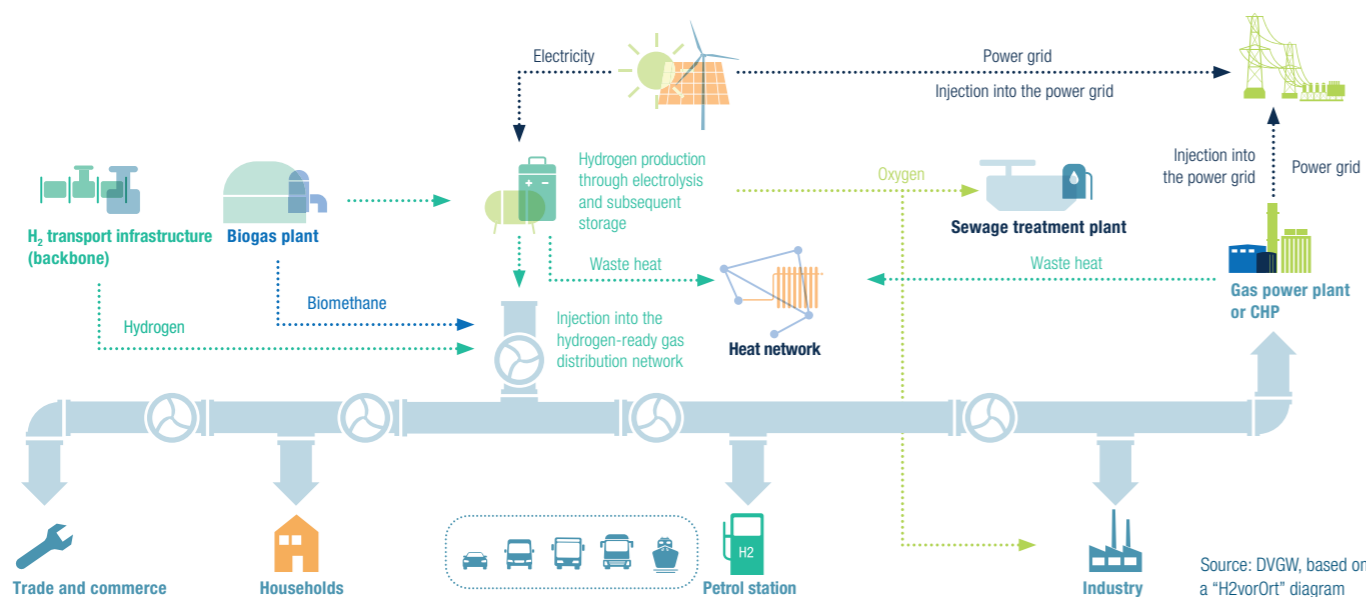 Electricity
Power grid
Injection into the power grid
Injection into
the power grid
Power grid
Hydrogen production
through electrolysis
and subsequent
storage
Oxygen
Sewage treatment plant
H₂ transport infrastructure
(backbone)
Biogas plant
Waste heat
Waste heat
Gas power plant
or CHP
Biomethane
Hydrogen
Injection into the
hydrogen-ready gas
distribution network
Heat network
H2
Trade and commerce
Households
Petrol station
Industry
Source: DVGW, based on
a “H2vorOrt” diagram